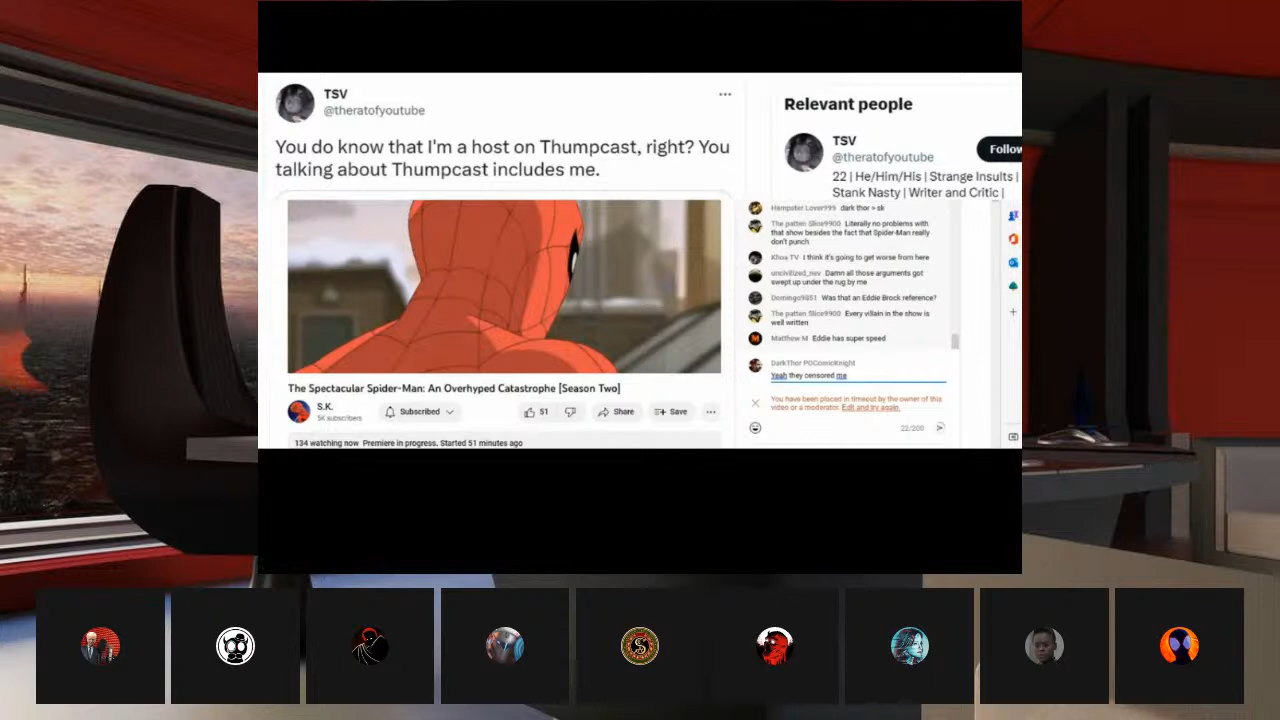 TSV
@theratofyoutube
You do know that I'm a host on Thumpcast, right? You
talking about Thumpcast includes me.
Relevant people
TSV
@theratofyoutube
Follow
22 | He/Him/His | Strange Insults |
Stank Nasty | Writer and Critic |
The Spectacular Spider-Man: An Overhyped Catastrophe [Season Two]
S.K.
5K subscribers
Subscribed
51
Share
Save
134 watching now Premiere in progress. Started 51 minutes ago
Hampster Lover999 dark thor > sk
The patten Slice9900 Literally no problems with
that show besides the fact that Spider-Man really
don't punch
Khoa TV I think it's going to get worse from here
uncivilized_nev Damn all those arguments got
swept up under the rug by me
Domingo9851 Was that an Eddie Brock reference?
The patten Slice9900 Every villain in the show is
well written
Matthew M Eddie has super speed
DarkThor POComicKnight
Yeah they censored me
You have been placed in timeout by the owner of this
video or a moderator. Edit and try again.
22/200